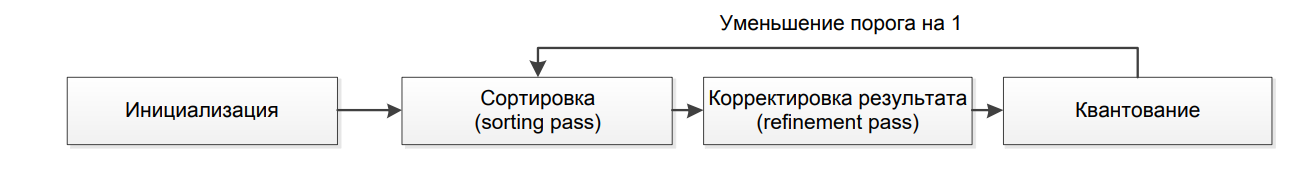 Уменьшение порога на 1
Инициализация
Сортировка
(sorting pass)
Корректировка результата
(refinement pass)
Квантование